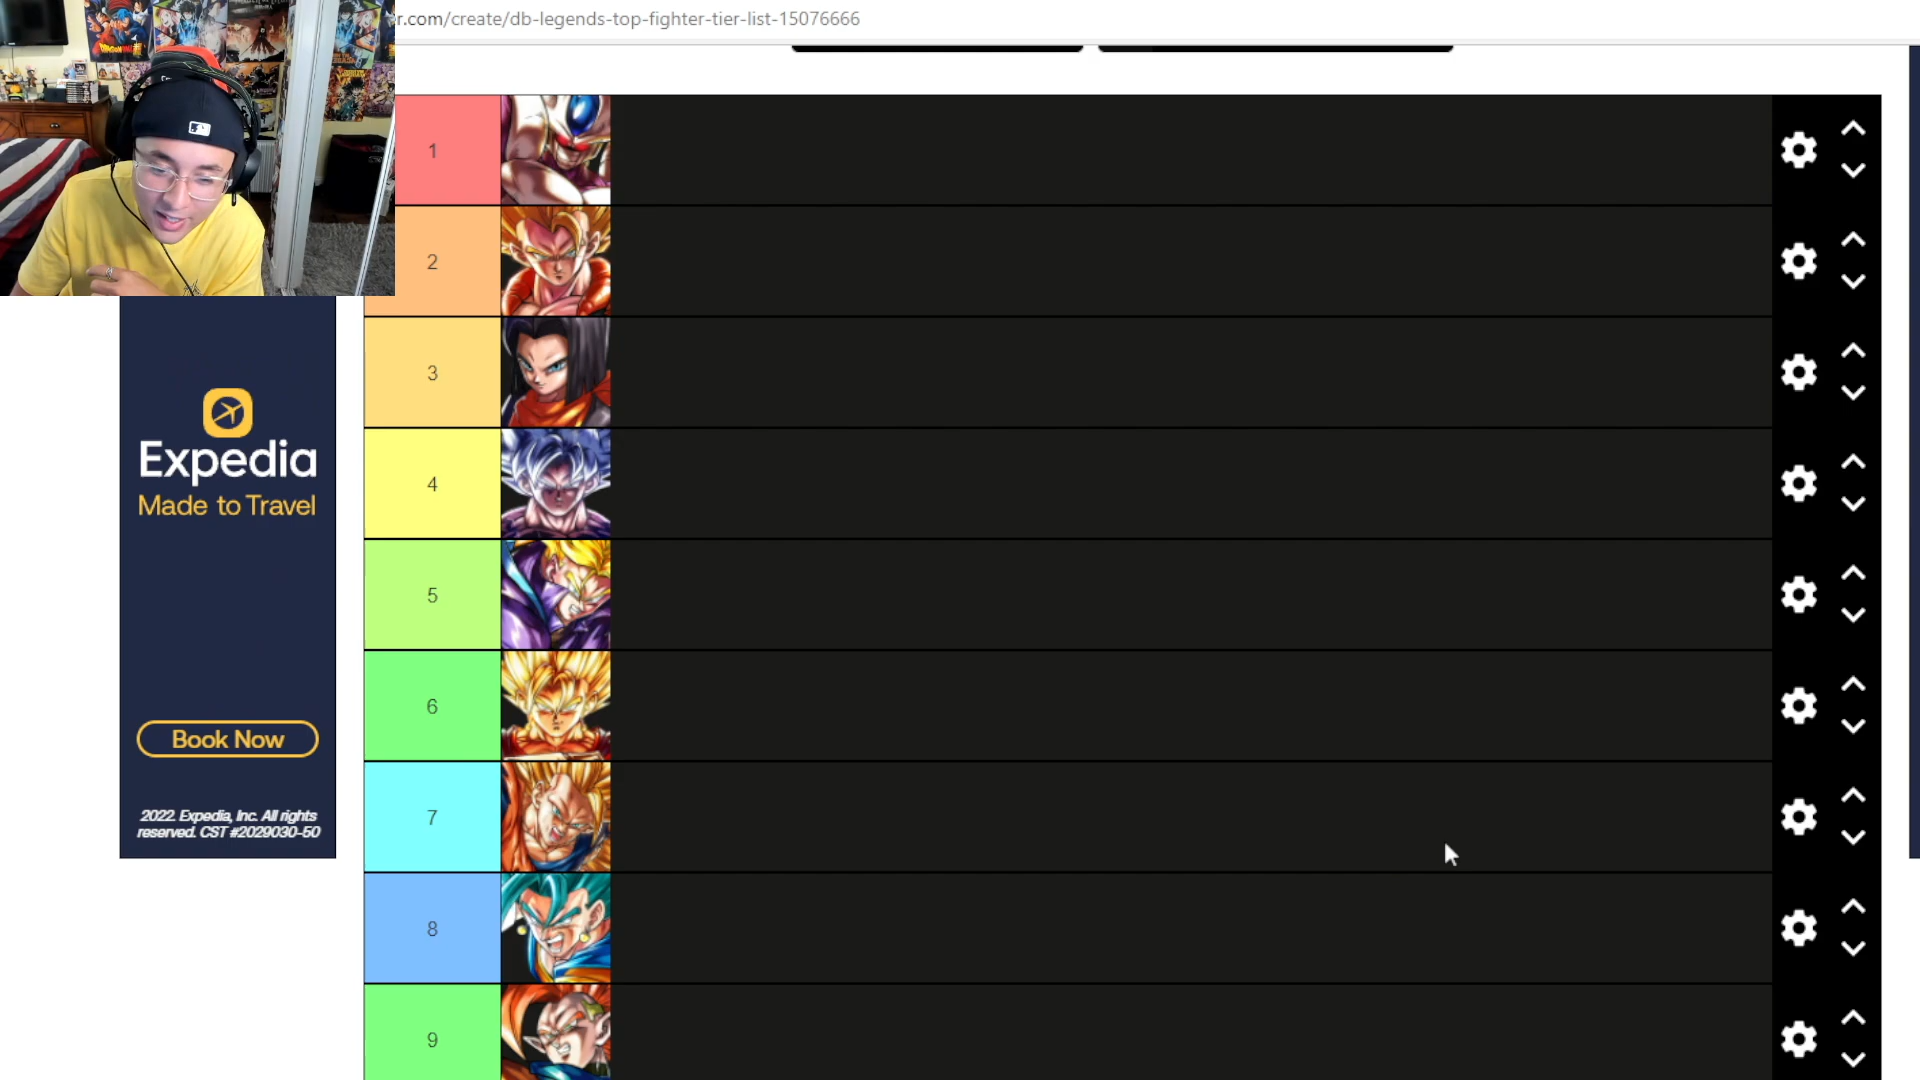 r.com/create/db-legends-top-fighter-tier-list-15076666
1
2
3
4
5
6
7
8
9
Expedia
Made to Travel
Book Now
2022. Expedia, Inc. All rights
reserved. CST #2029030-50